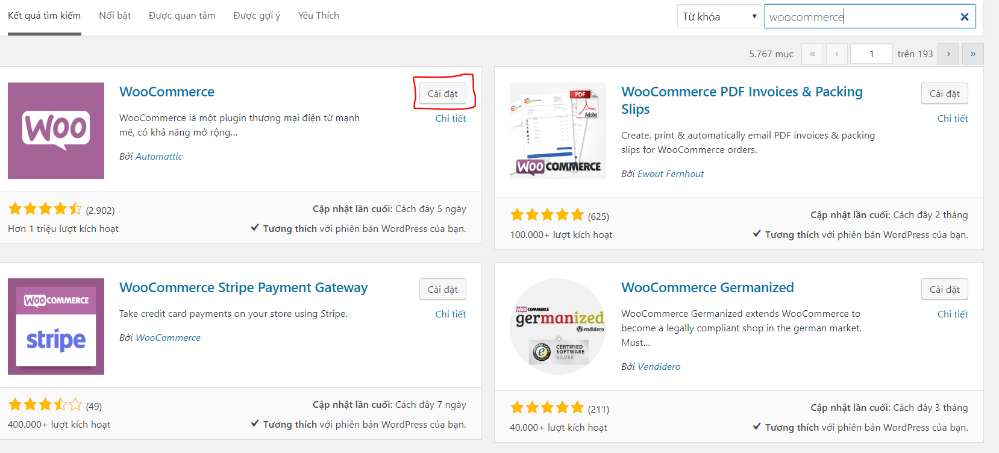 Kết quả tìm kiếm Nổi bật Được quan tâm Được gợi ý Yêu Thích
Từ khóa
woocommerce
5.767 mục « ‹ 1 trên 193 › »
WOO
WooCommerce
Cài đặt
Chi tiết
WooCommerce là một plugin thương mại điện tử mạnh
mẽ, có khả năng mở rộng...
Bởi Automattic
(2.902)
Cập nhật lần cuối: Cách đây 5 ngày
Hơn 1 triệu lượt kích hoạt
Tương thích với phiên bản WordPress của bạn.
PDF
Adobe
WOO COMMERCE
WooCommerce PDF Invoices & Packing
Slips
Cài đặt
Chi tiết
Create, print & automatically email PDF invoices & packing
slips for WooCommerce orders.
Bởi Ewout Fernhout
(625)
Cập nhật lần cuối: Cách đây 2 tháng
100.000+ lượt kích hoạt
Tương thích với phiên bản WordPress của bạn.
WOO COMMERCE
stripe
WooCommerce Stripe Payment Gateway
Cài đặt
Chi tiết
Take credit card payments on your store using Stripe.
Bởi WooCommerce
(49)
Cập nhật lần cuối: Cách đây 7 ngày
400.000+ lượt kích hoạt
Tương thích với phiên bản WordPress của bạn.
WOO COMMERCE
germanized
vendidero
CERTIFIED
SOFTWARE
SILVER
WooCommerce Germanized
Cài đặt
Chi tiết
WooCommerce Germanized extends WooCommerce to
become a legally compliant shop in the german market.
Must...
Bởi Vendidero
(211)
Cập nhật lần cuối: Cách đây 3 tháng
40.000+ lượt kích hoạt
Tương thích với phiên bản WordPress của bạn.